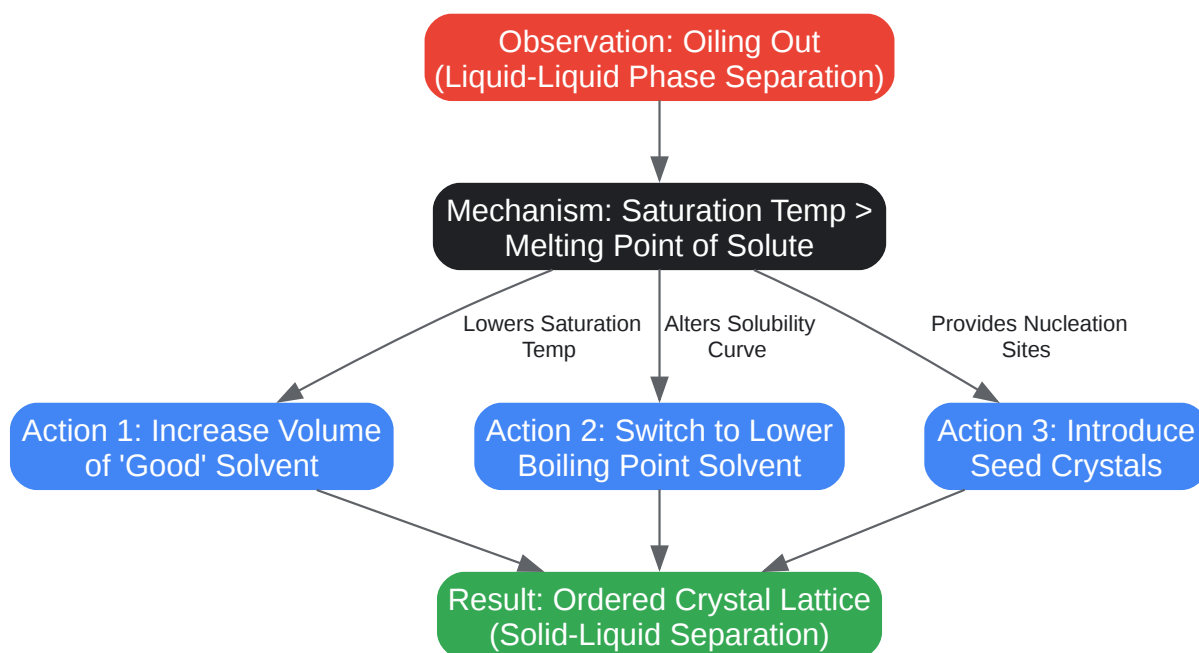 Observation: Oiling Out
(Liquid-Liquid Phase Separation)
Mechanism: Saturation Temp >
Melting Point of Solute
Lowers Saturation
Temp
Alters Solubility
Curve
Provides Nucleation
Sites
Action 1: Increase Volume
of 'Good' Solvent
Action 2: Switch to Lower
Boiling Point Solvent
Action 3: Introduce
Seed Crystals
Result: Ordered Crystal Lattice
(Solid-Liquid Separation)